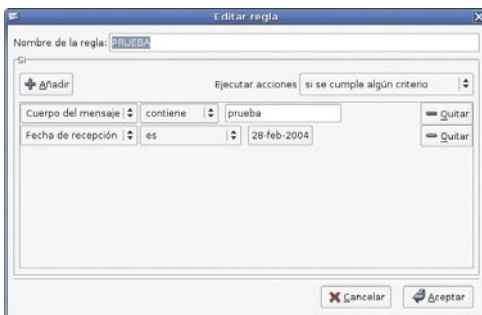 Editar regla
Nombre de la regla: PRUEBA
Si
Añadir Ejecutar acciones si se cumple algún criterio
Cuerpo del mensaje contiene prueba Quitar
Fecha de recepción es 28-feb-2004 Quitar
Cancelar Aceptar